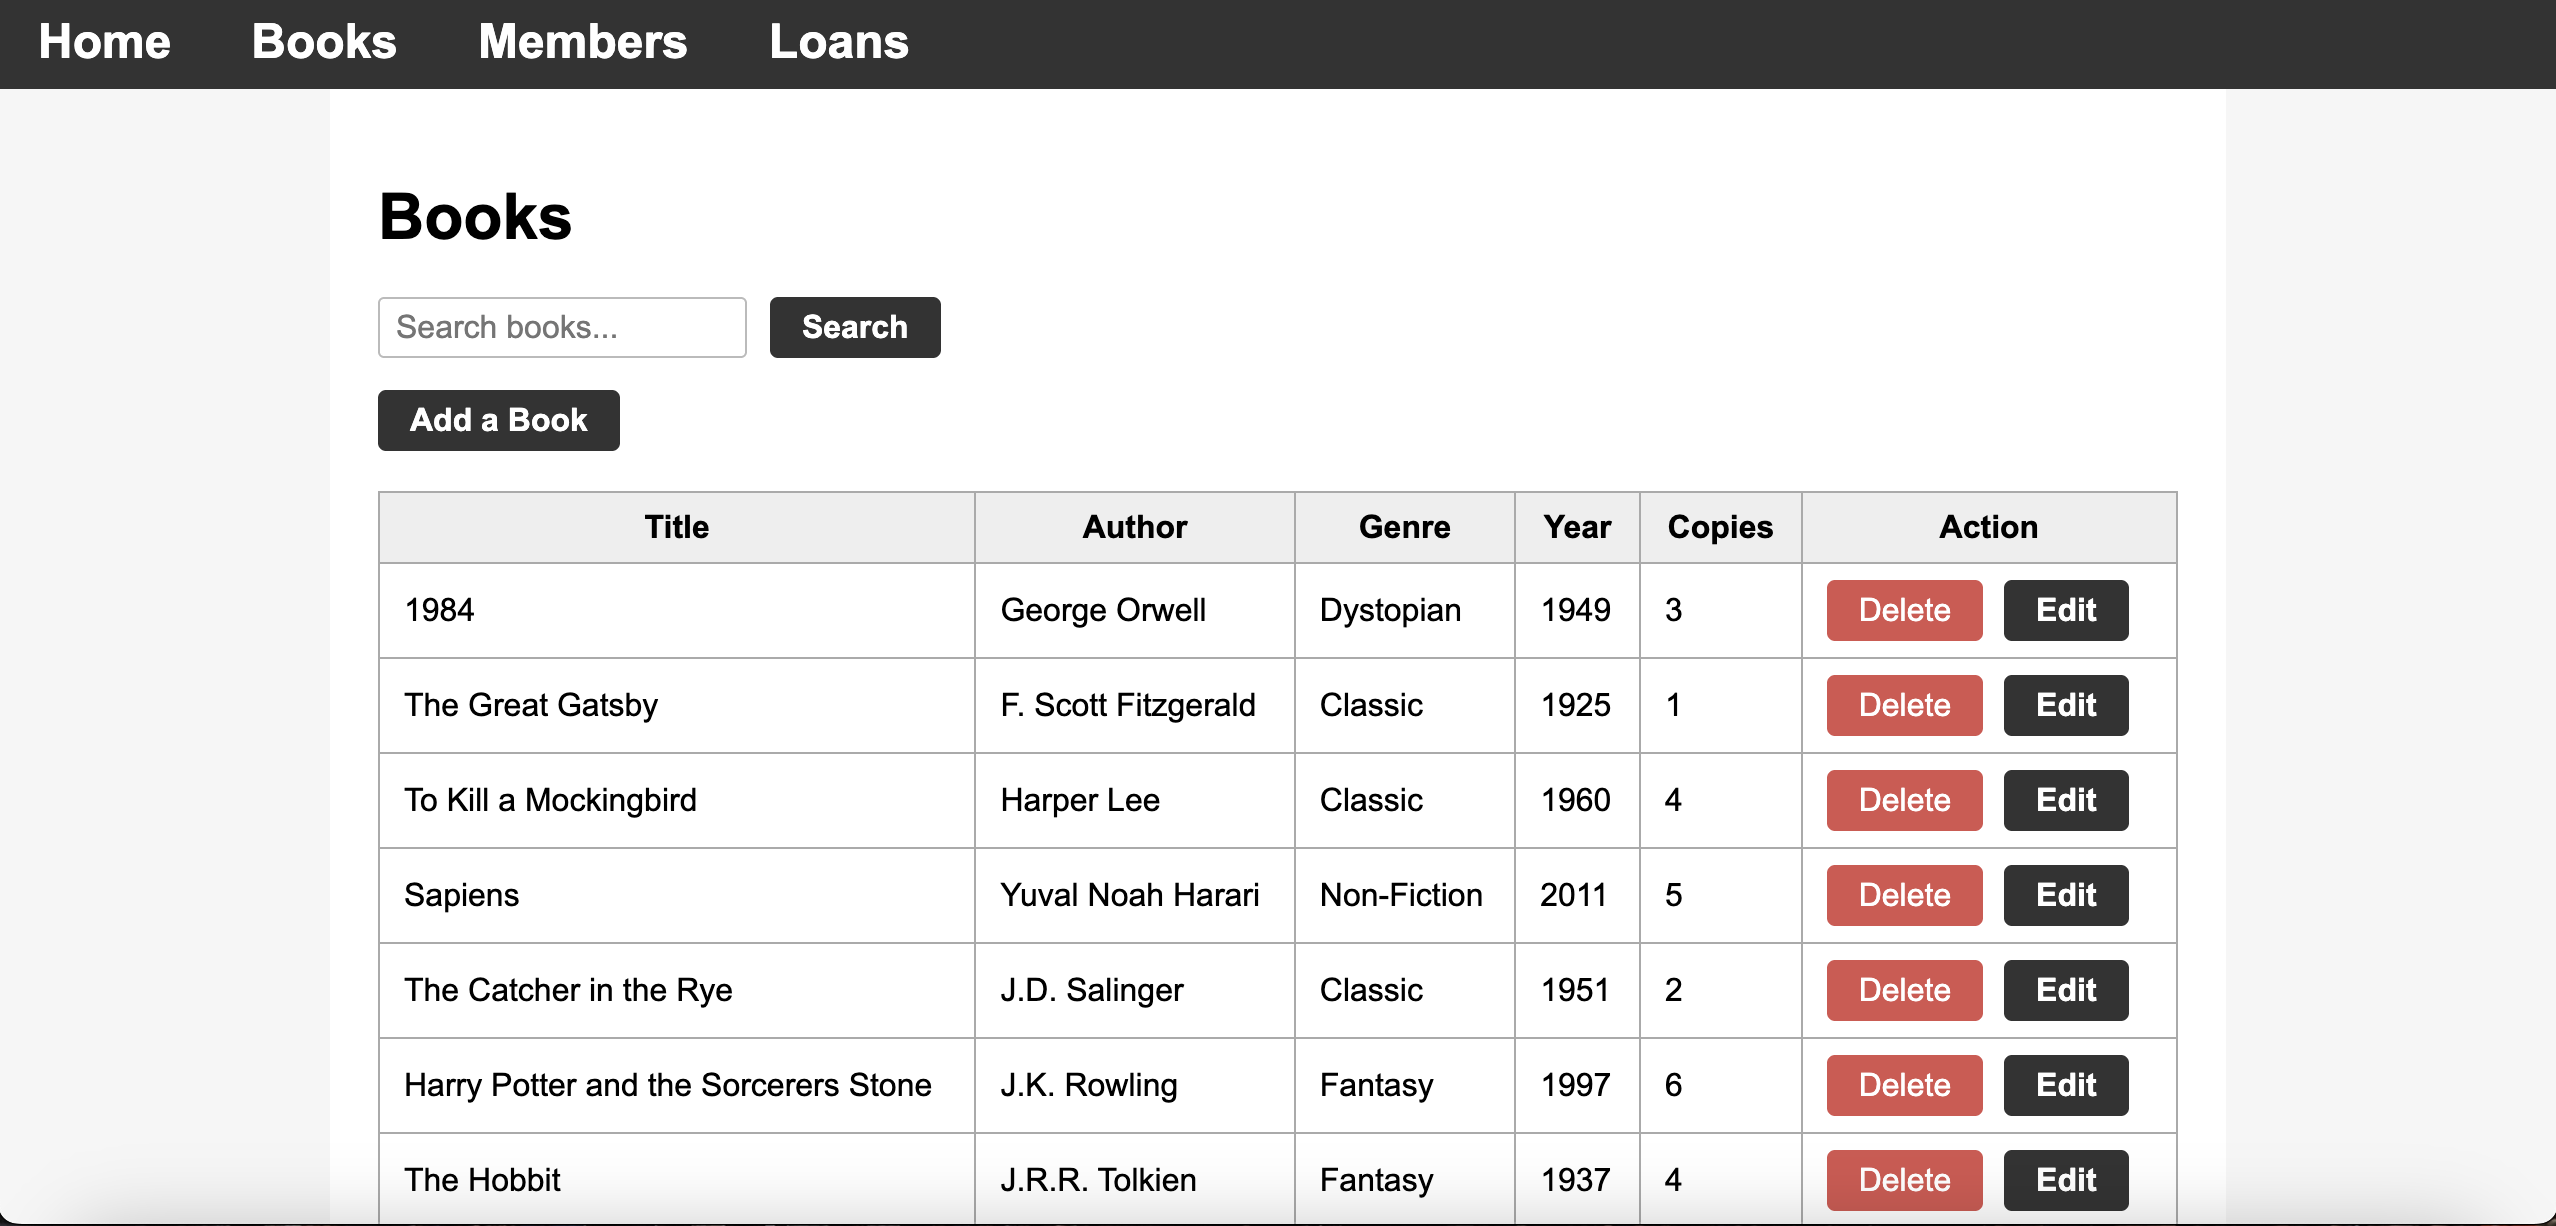 Home Books Members Loans
Books
Search books... Search
Add a Book
Title Author Genre Year Copies Action
1984 George Orwell Dystopian 1949 3 Delete Edit
The Great Gatsby F. Scott Fitzgerald Classic 1925 1 Delete Edit
To Kill a Mockingbird Harper Lee Classic 1960 4 Delete Edit
Sapiens Yuval Noah Harari Non-Fiction 2011 5 Delete Edit
The Catcher in the Rye J.D. Salinger Classic 1951 2 Delete Edit
Harry Potter and the Sorcerers Stone J.K. Rowling Fantasy 1997 6 Delete Edit
The Hobbit J.R.R. Tolkien Fantasy 1937 4 Delete Edit